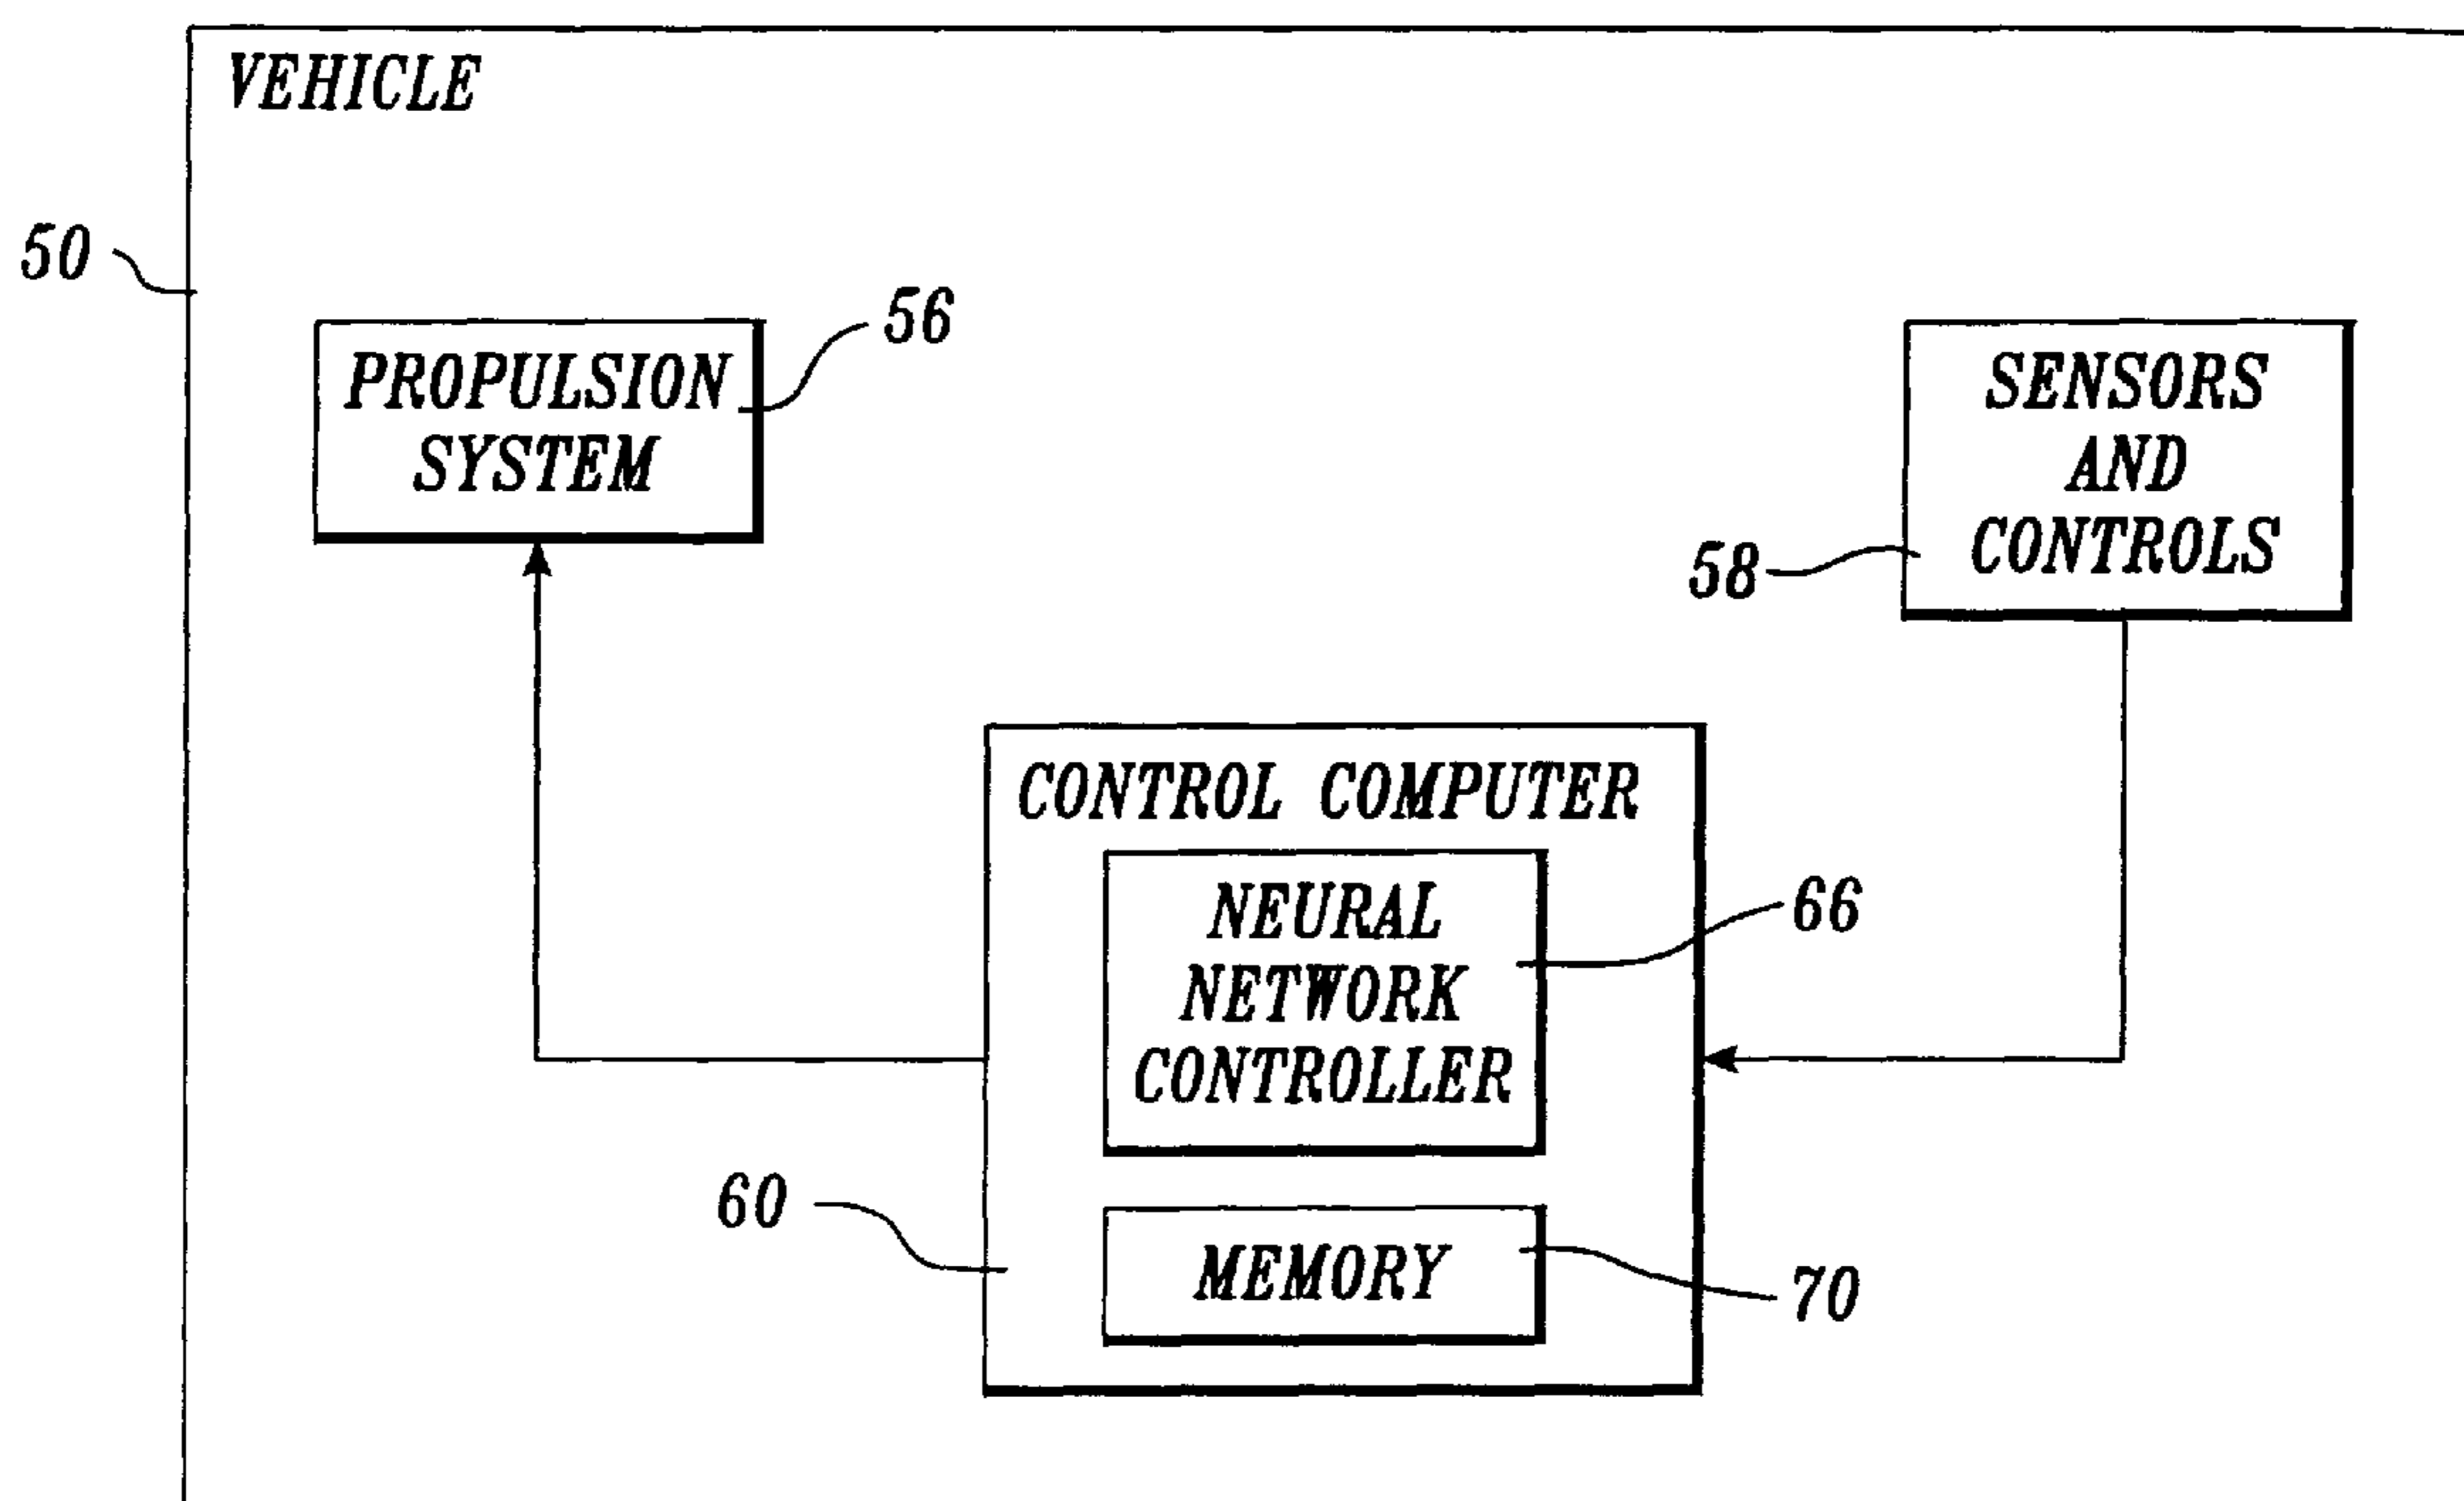 VEHICLE
50
PROPULSION
SYSTEM
56
SENSORS
AND
CONTROLS
58
CONTROL COMPUTER
NEURAL
NETWORK
CONTROLLER
66
60
MEMORY
70